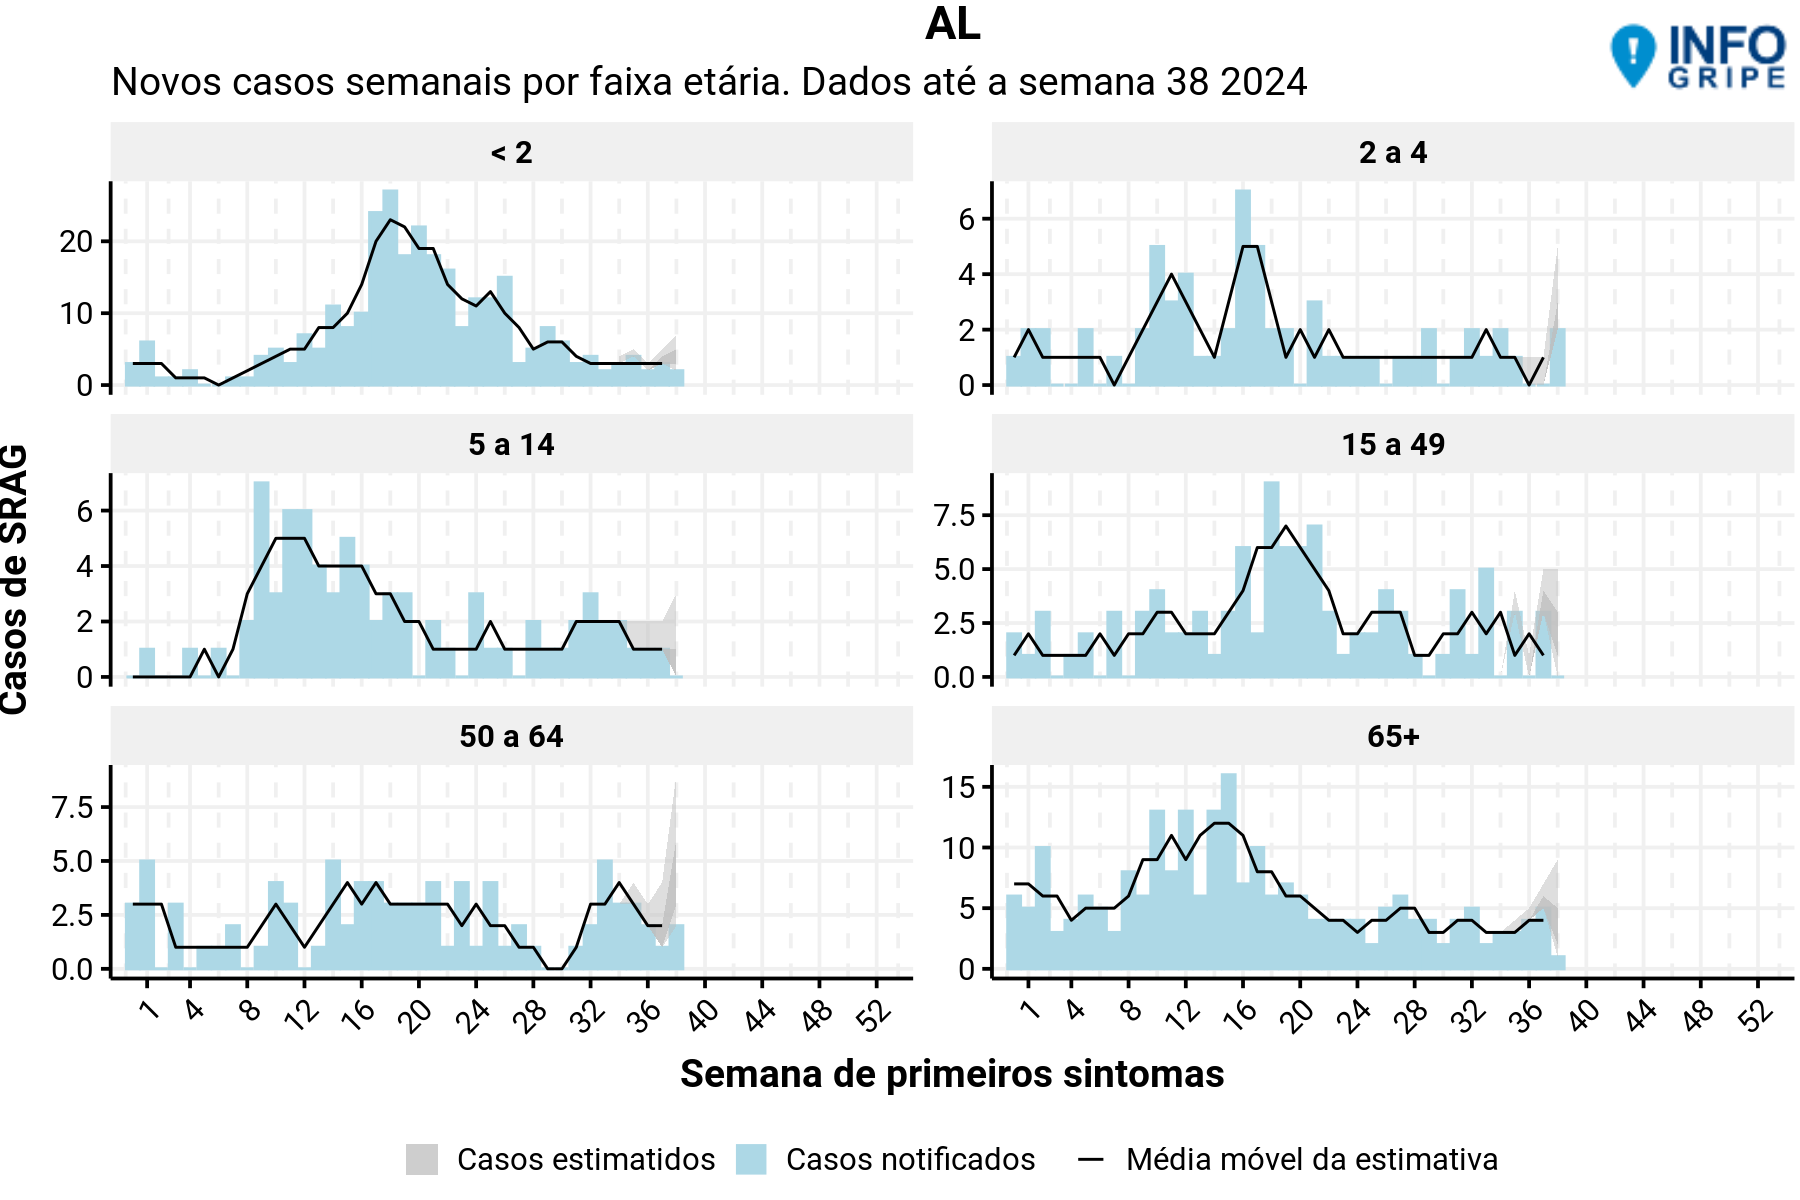 AL
INFO
GRIPE
Novos casos semanais por faixa etária. Dados até a semana 38 2024
< 2
2 a 4
20
10
0
6
4
2
0
5 a 14
15 a 49
6
4
2
0
7.5
5.0
2.5
0.0
Casos de SRAG
50 a 64
65+
7.5
5.0
2.5
0.0
15
10
5
0
1 4 8 12 16 20 24 28 32 36 40 44 48 52
1 4 8 12 16 20 24 28 32 36 40 44 48 52
Semana de primeiros sintomas
Casos estimatidos
Casos notificados
Média móvel da estimativa